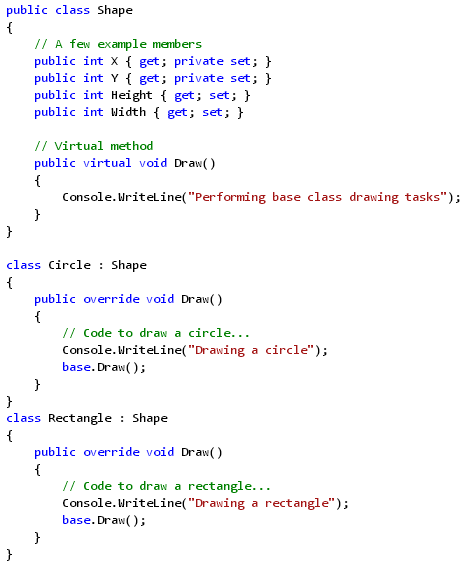 public class Shape
{
    // A few example members
    public int X { get; private set; }
    public int Y { get; private set; }
    public int Height { get; set; }
    public int Width { get; set; }

    // Virtual method
    public virtual void Draw()
    {
        Console.WriteLine("Performing base class drawing tasks");
    }
}

class Circle : Shape
{
    public override void Draw()
    {
        // Code to draw a circle...
        Console.WriteLine("Drawing a circle");
        base.Draw();
    }
}
class Rectangle : Shape
{
    public override void Draw()
    {
        // Code to draw a rectangle...
        Console.WriteLine("Drawing a rectangle");
        base.Draw();
    }
}